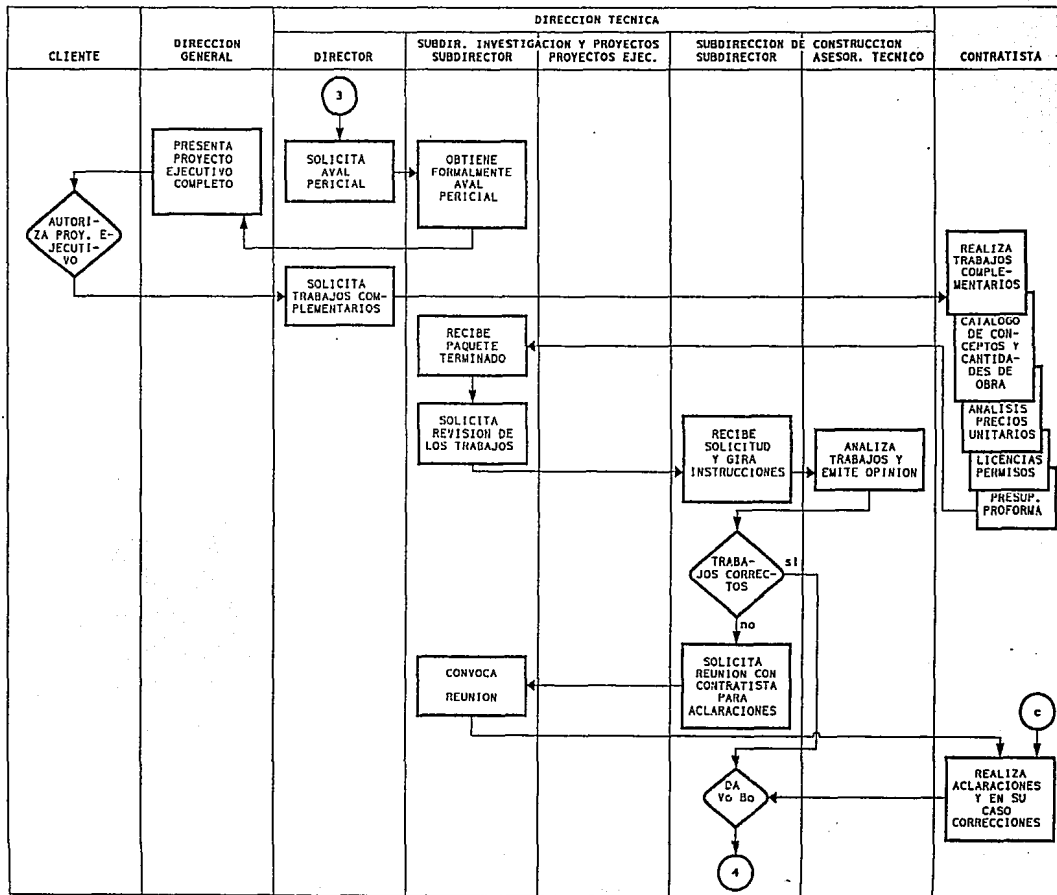 DIRECCION TECNICA
CLIENTE
DIRECCION
GENERAL
DIRECTOR
SUBDIR. INVESTIGACION Y PROYECTOS
SUBDIRECTOR
PROYECTOS EJEC.
SUBDIRECCION DE CONSTRUCCION
SUBDIRECTOR
ASESOR. TECNICO
CONTRATISTA
3
PRESENTA
PROYECTO
EJECUTIVO
COMPLETO
SOLICITA
AVAL
PERICIAL
OBTIENE
FORMALMENTE
AVAL
PERICIAL
AUTORI-
ZA PROY. E-
JECUTI-
VO
SOLICITA
TRABAJOS COM-
PLEMENTARIOS
REALIZA
TRABAJOS
COMPLE-
MENTARIOS
CATALOGO
DE CON-
CEPTOS Y
CANTIDA-
DES DE
OBRA
ANALISIS
PRECIOS
UNITARIOS
LICENCIAS
PERMISOS
PRESUP.
PROFORMA
RECIBE
PAQUETE
TERMINADO
SOLICITA
REVISION DE
LOS TRABAJOS
RECIBE
SOLICITUD
Y GIRA
INSTRUCCIONES
ANALIZA
TRABAJOS Y
EMITE OPINION
TRABA-
JOS CORREC-
TOS
si
no
SOLICITA
REUNION CON
CONTRATISTA
PARA
ACLARACIONES
CONVOCA
REUNION
c
REALIZA
ACLARACIONES
Y EN SU
CASO
CORRECCIONES
DA
Vo Bo
4